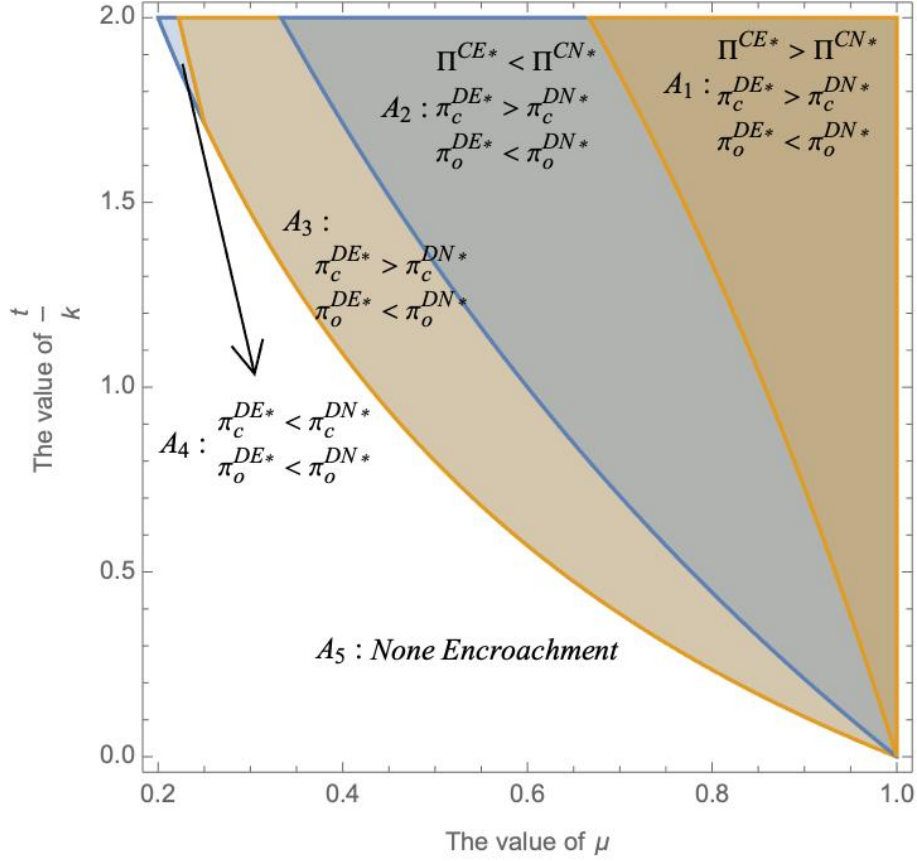 2.0
1.5
1.0
0.5
0.0
The value of t/k
Π^{CE*} < Π^{CN*}
A_2 : π_c^{DE*} > π_c^{DN*}
π_o^{DE*} < π_o^{DN*}
Π^{CE*} > Π^{CN*}
A_1 : π_c^{DE*} > π_c^{DN*}
π_o^{DE*} < π_o^{DN*}
A_3 :
π_c^{DE*} > π_c^{DN*}
π_o^{DE*} < π_o^{DN*}
A_4 : π_c^{DE*} < π_c^{DN*}
π_o^{DE*} < π_o^{DN*}
A_5 : None Encroachment
0.2 0.4 0.6 0.8 1.0
The value of μ